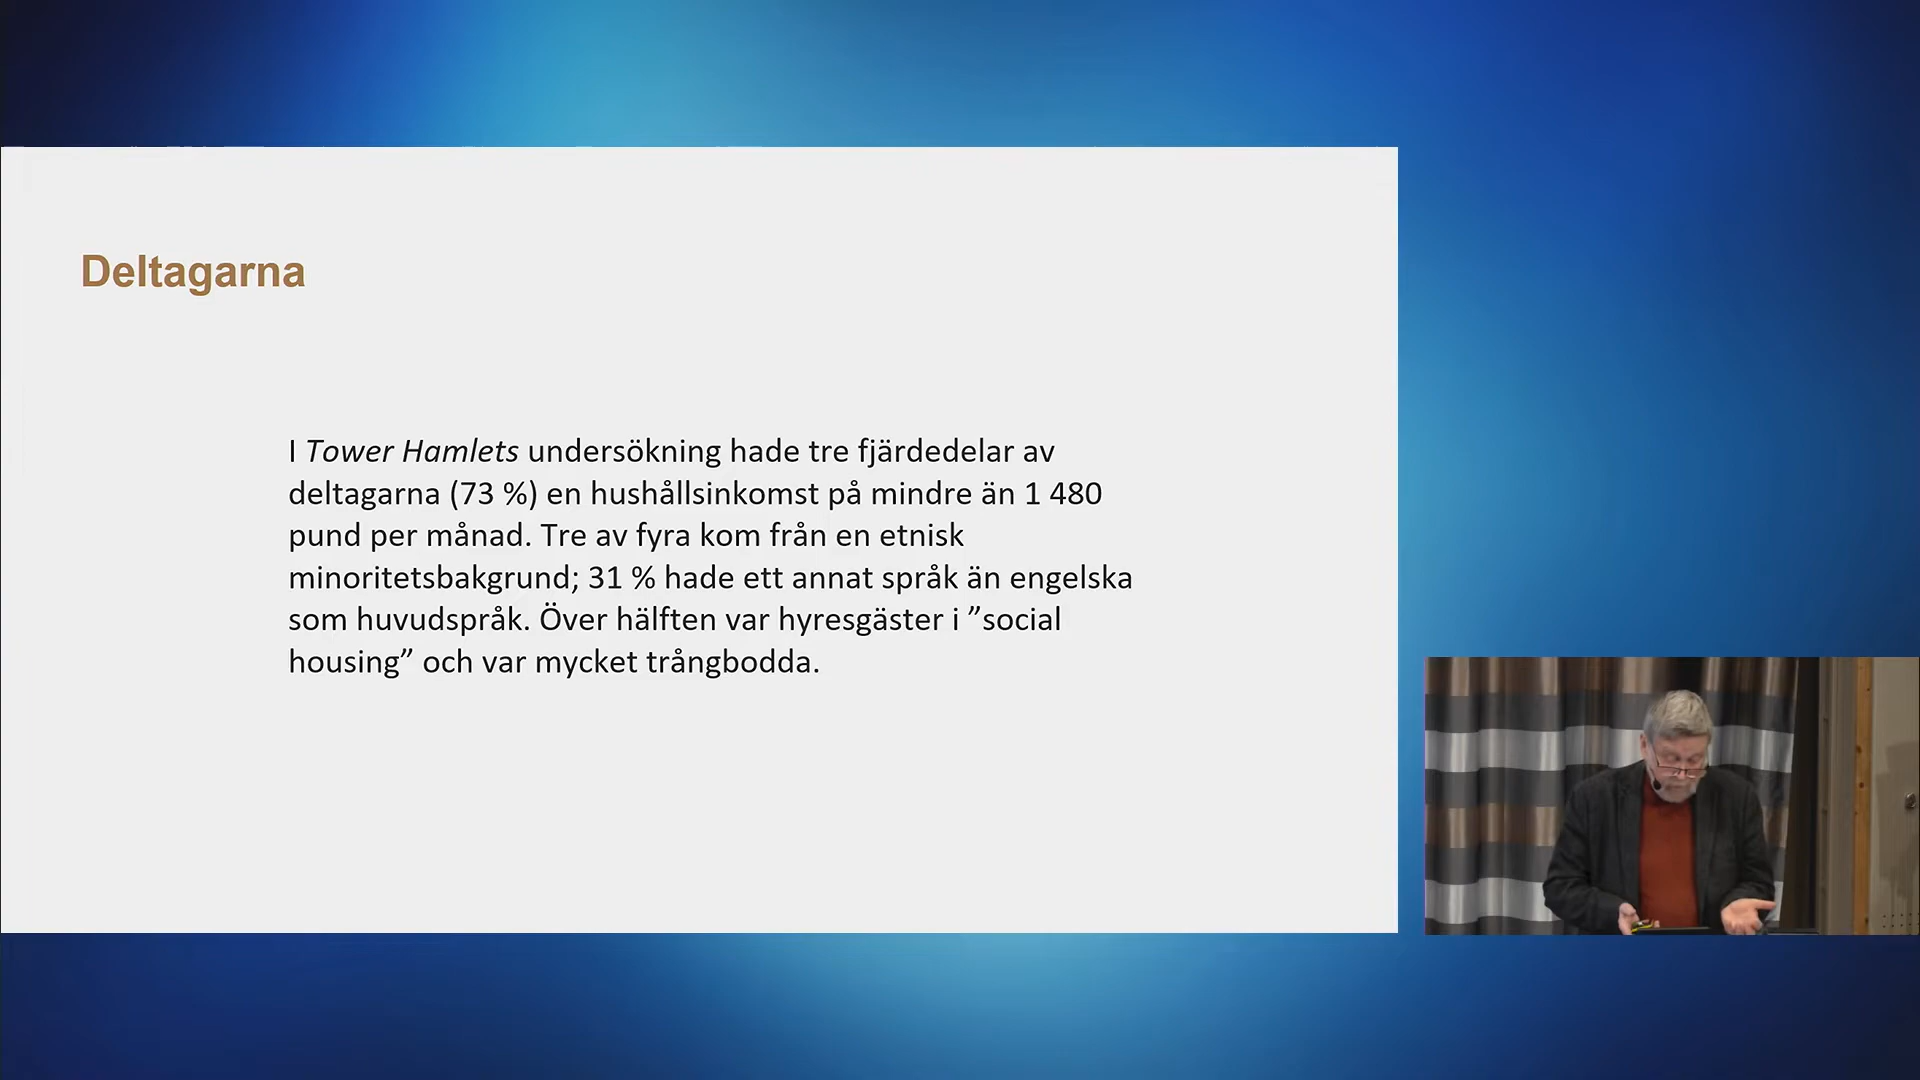 Deltagarna
I Tower Hamlets undersökning hade tre fjärdedelar av
deltagarna (73 %) en hushållsinkomst på mindre än 1 480
pund per månad. Tre av fyra kom från en etnisk
minoritetsbakgrund; 31 % hade ett annat språk än engelska
som huvudspråk. Över hälften var hyresgäster i ”social
housing” och var mycket trångbodda.